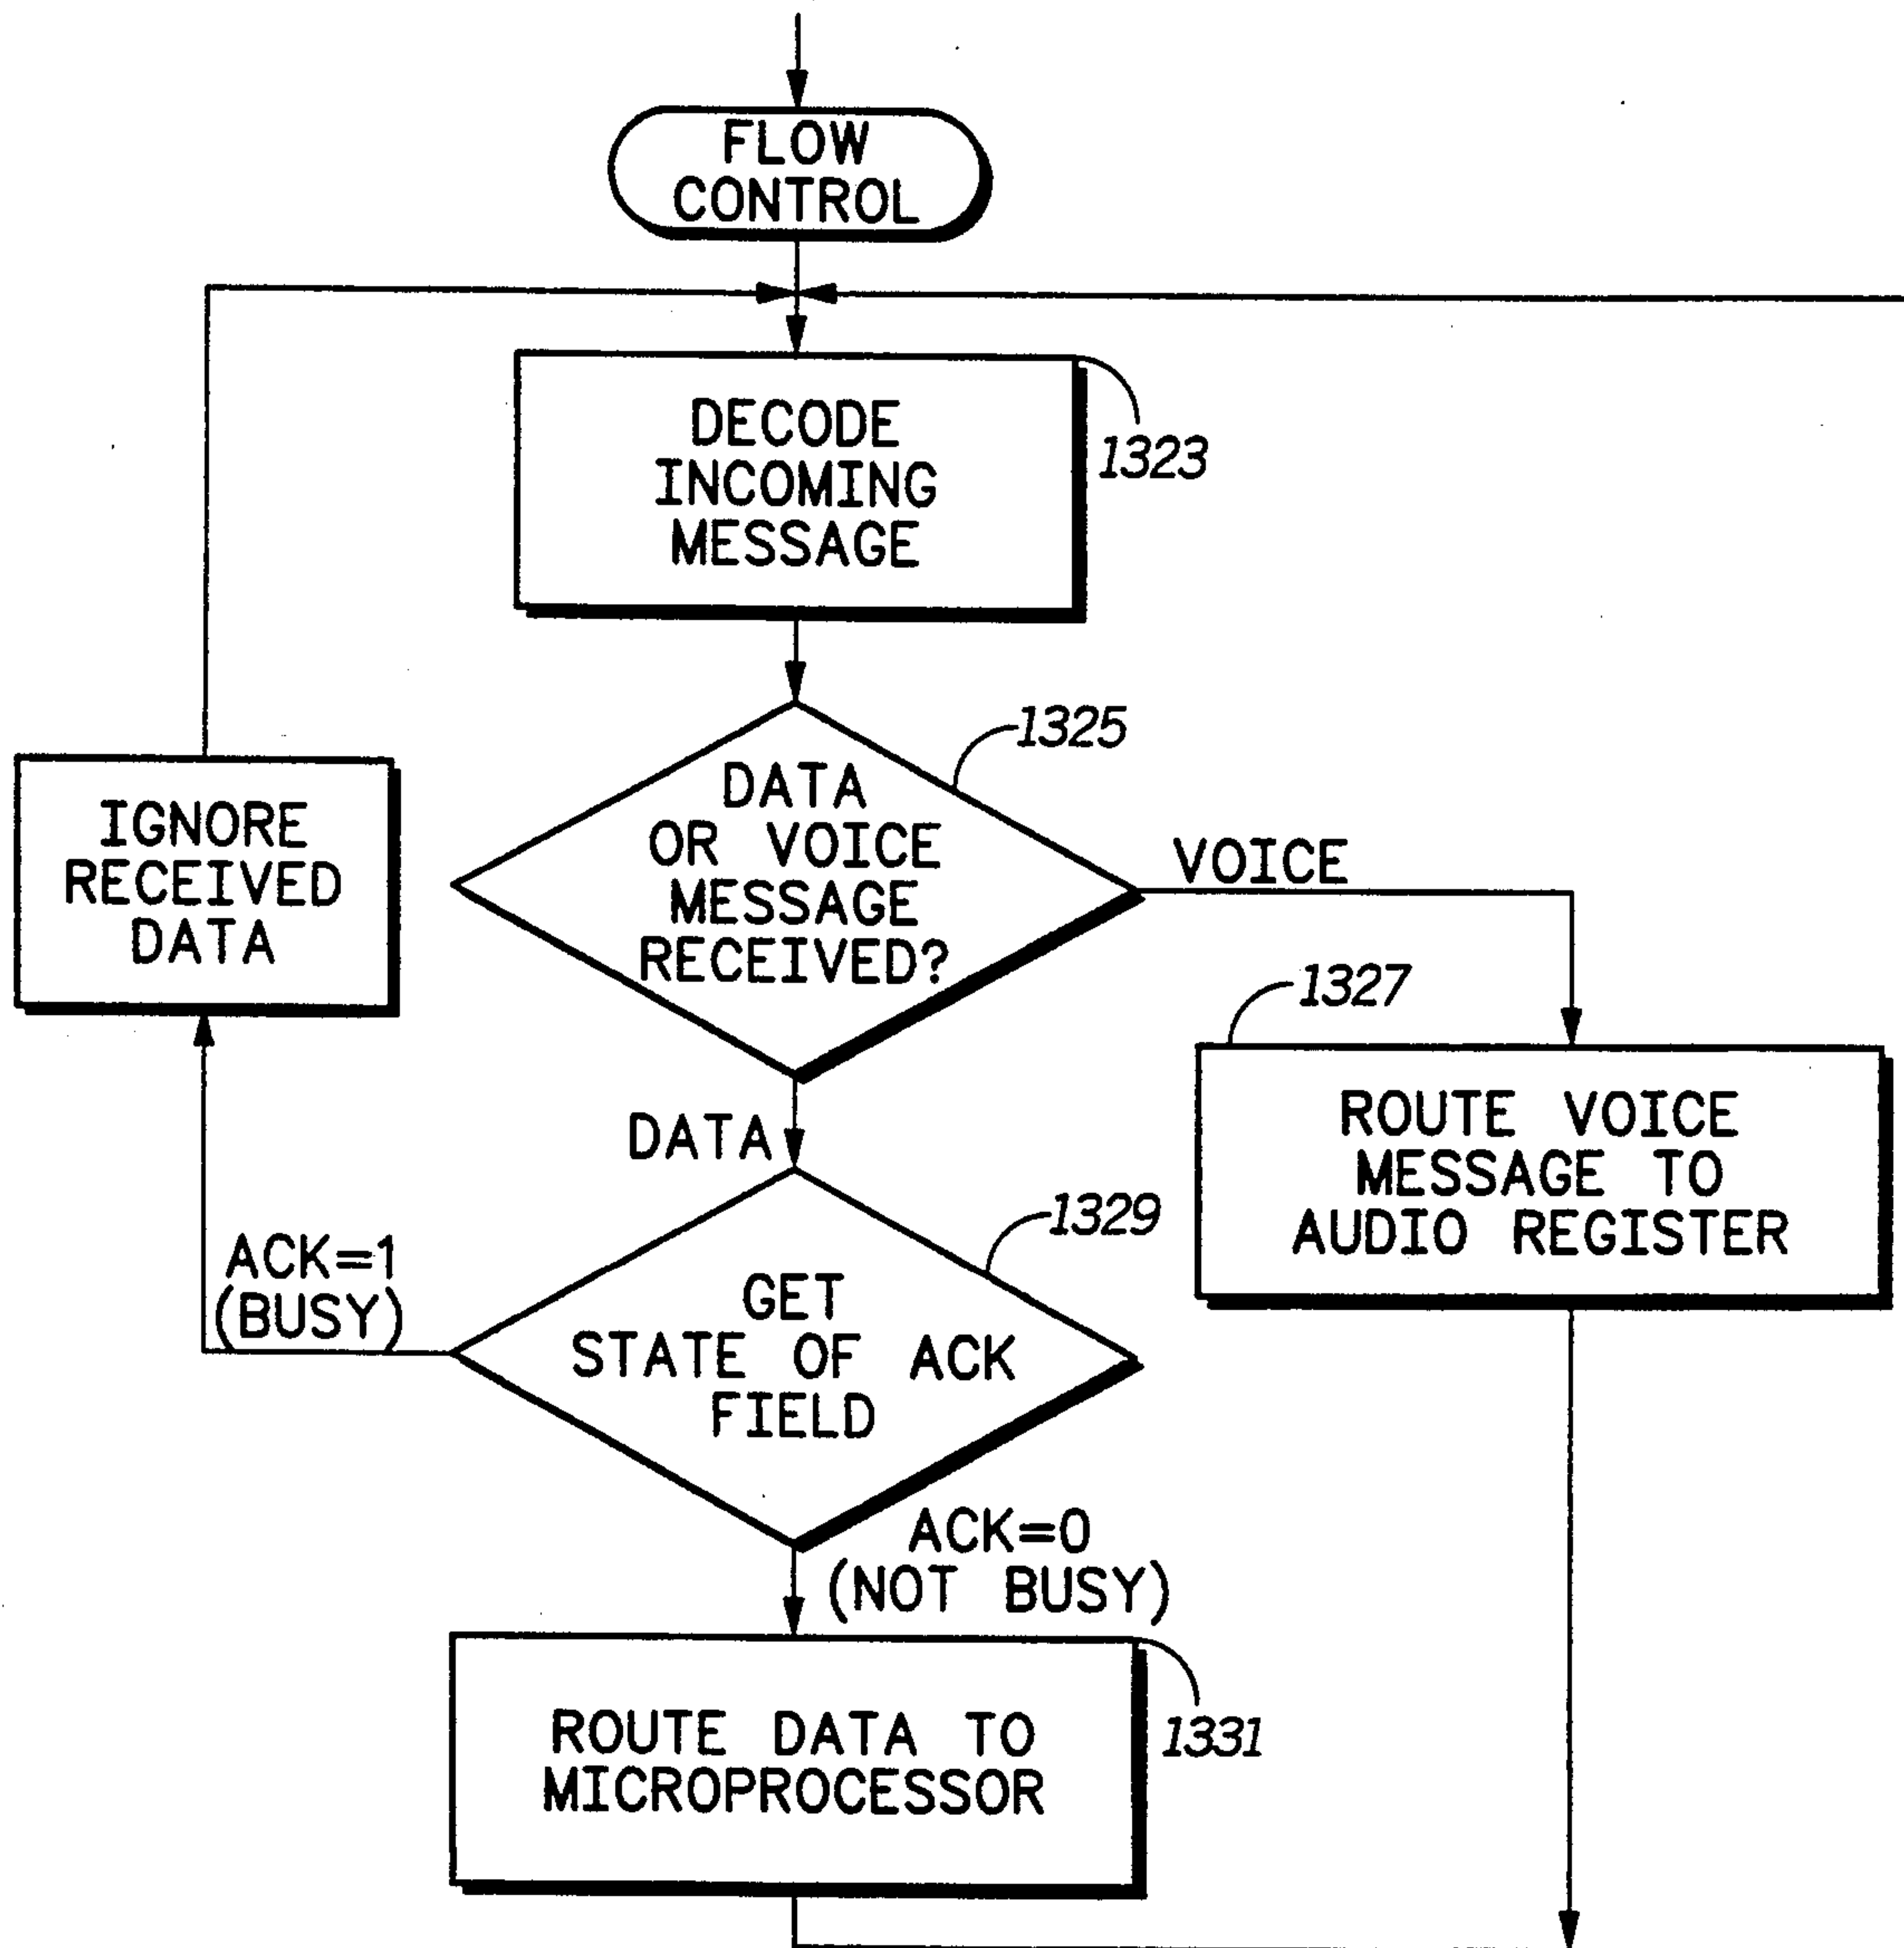 FLOW
CONTROL
DECODE
INCOMING
MESSAGE
1323
1325
DATA
OR VOICE
MESSAGE
RECEIVED?
IGNORE
RECEIVED
DATA
VOICE
1327
ROUTE VOICE
MESSAGE TO
AUDIO REGISTER
DATA
1329
ACK=1
(BUSY)
GET
STATE OF ACK
FIELD
ACK=0
(NOT BUSY)
ROUTE DATA TO
MICROPROCESSOR
1331